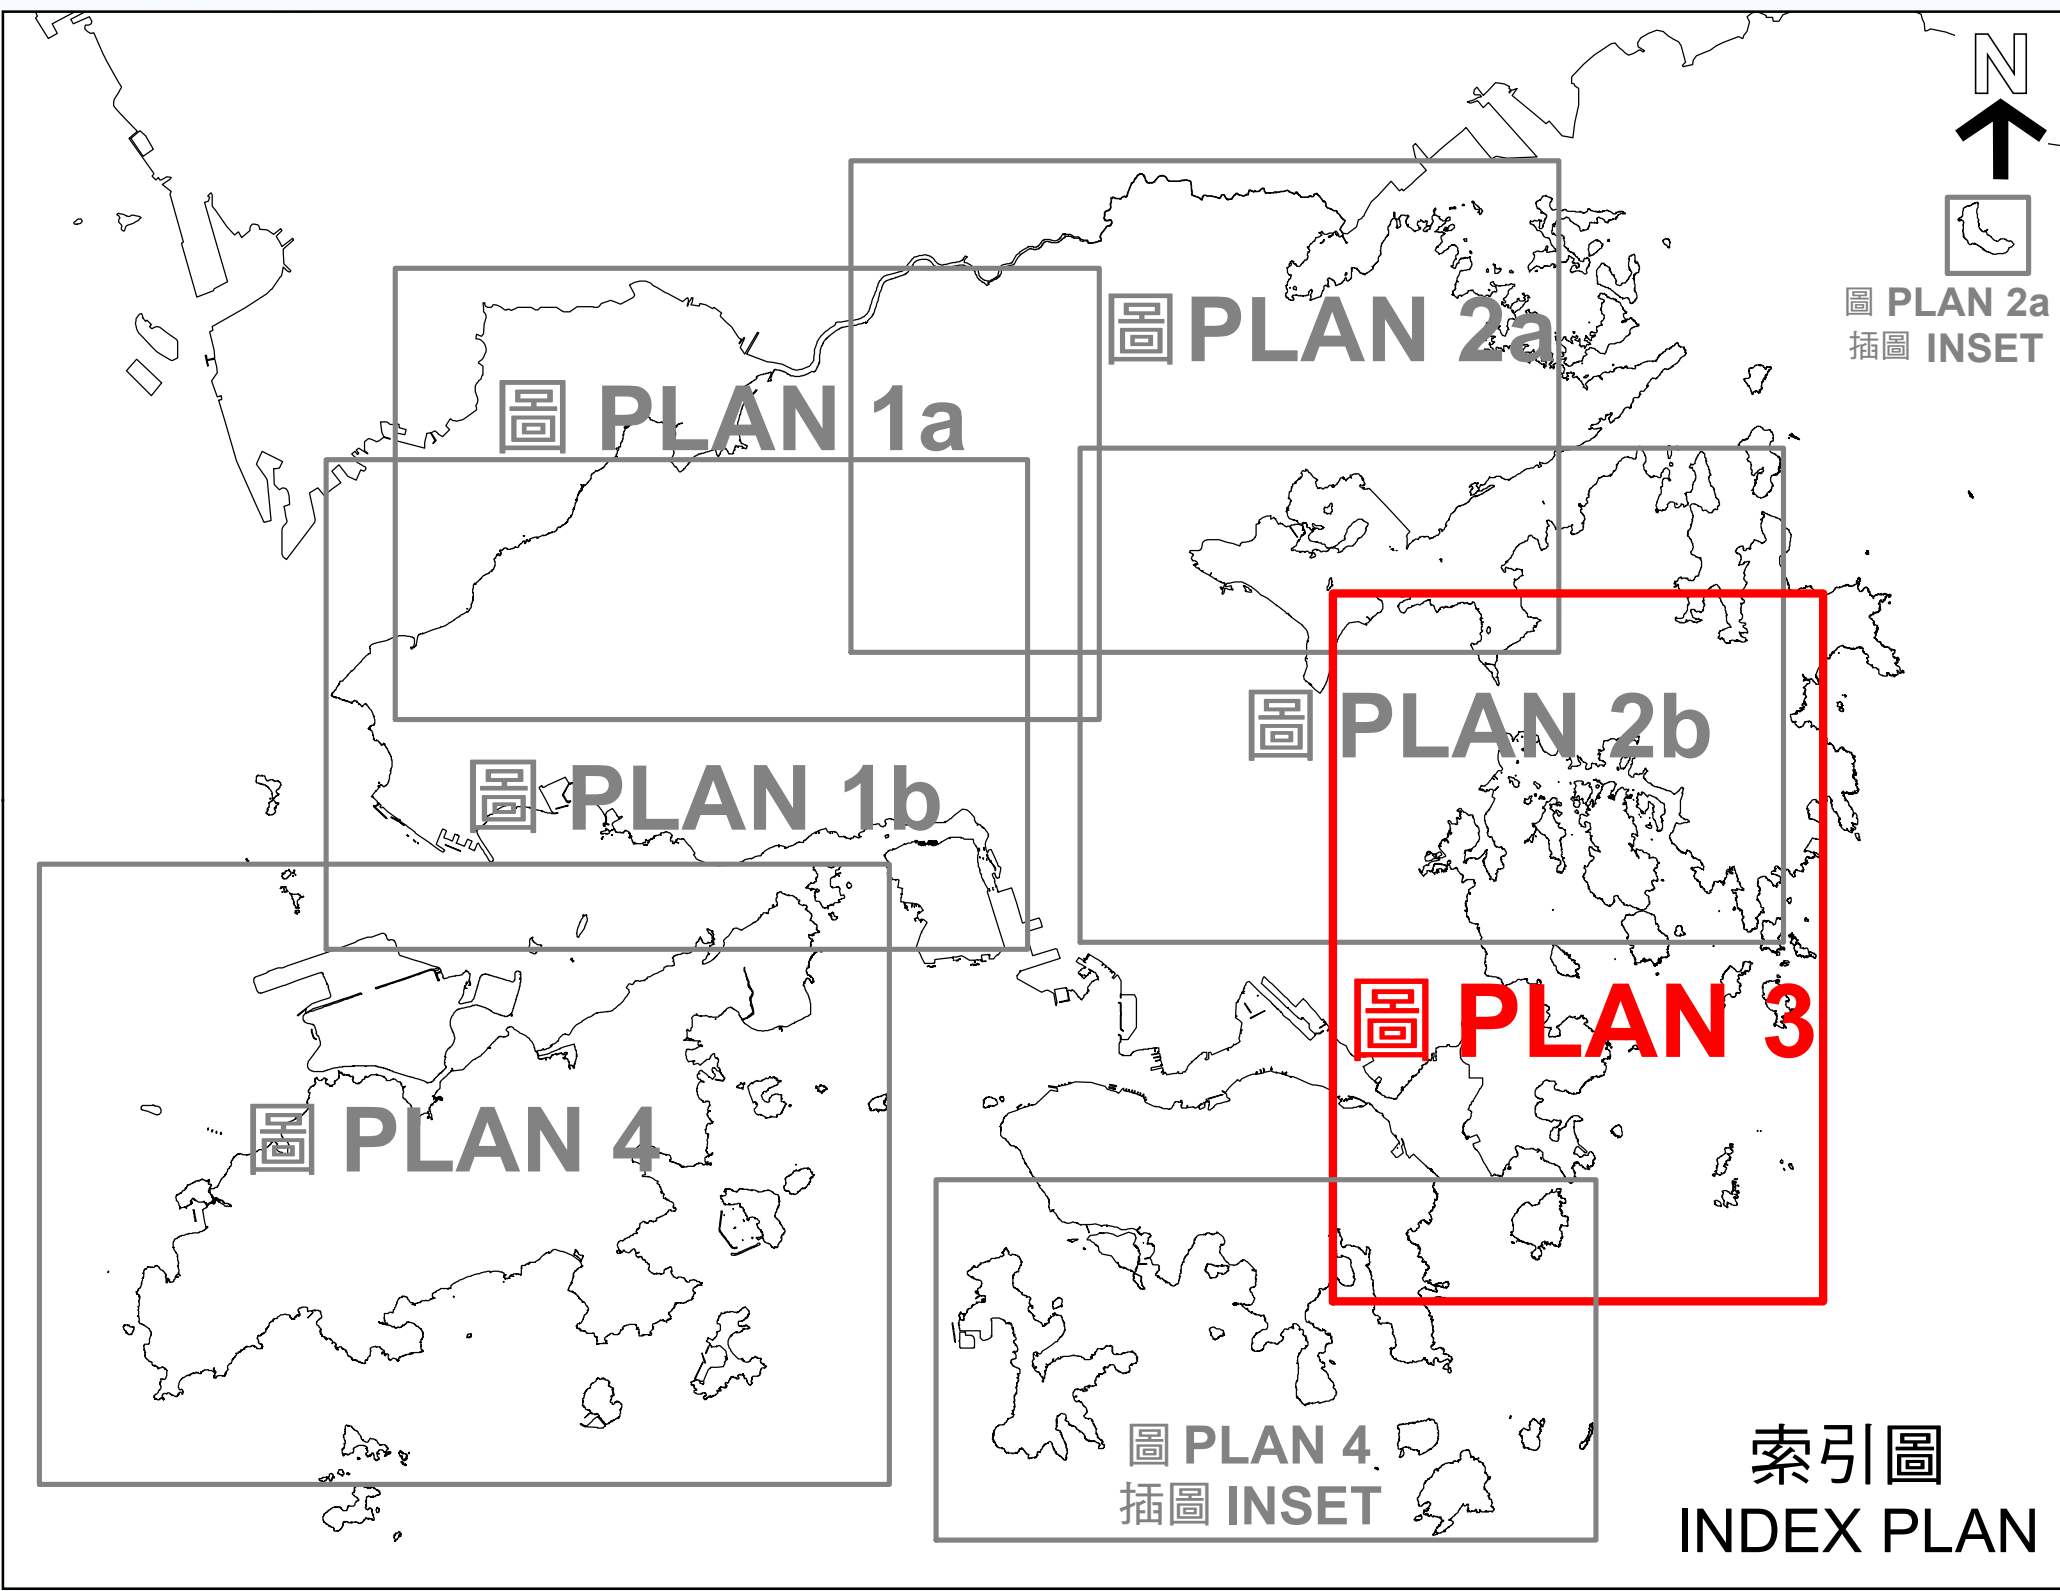 N
圖 PLAN 2a
插圖 INSET
圖 PLAN 2a
圖 PLAN 1a
圖 PLAN 2b
圖 PLAN 1b
圖 PLAN 3
圖 PLAN 4
圖 PLAN 4
插圖 INSET
索引圖
INDEX PLAN